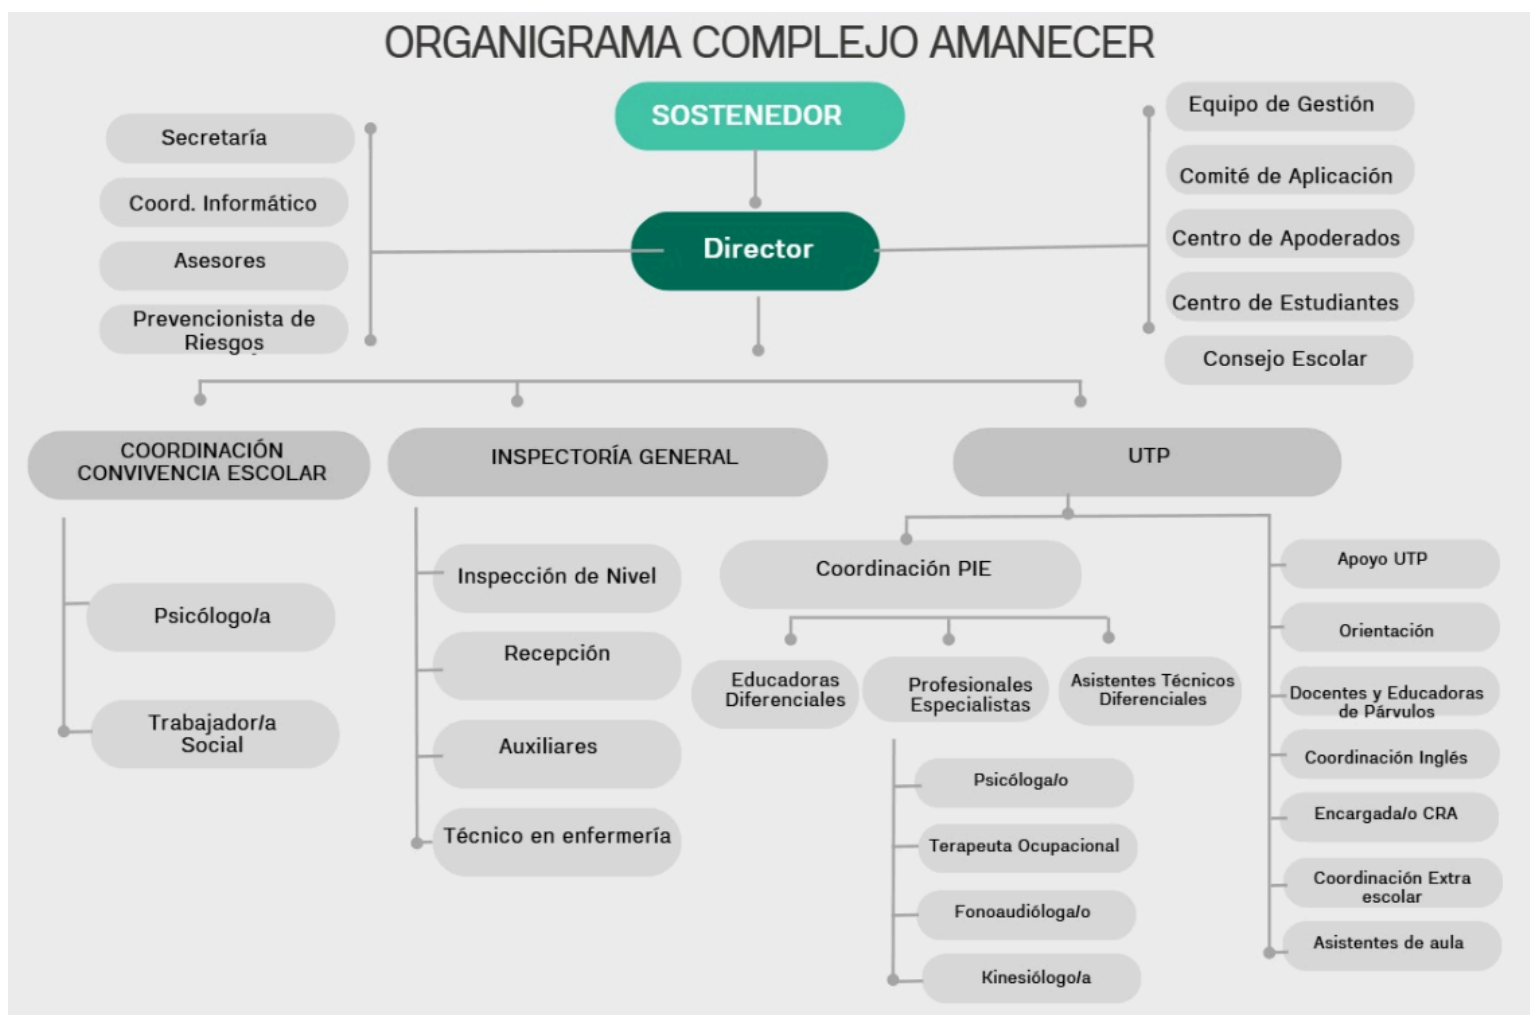 ORGANIGRAMA COMPLEJO AMANECER
SOSTENEDOR
Director
Secretaría
Coord. Informático
Asesores
Prevencionista de
Riesgos
Equipo de Gestión
Comité de Aplicación
Centro de Apoderados
Centro de Estudiantes
Consejo Escolar
COORDINACIÓN
CONVIVENCIA ESCOLAR
Psicólogo/a
Trabajador/a
Social
INSPECTORÍA GENERAL
Inspección de Nivel
Recepción
Auxiliares
Técnico en enfermería
UTP
Coordinación PIE
Educadoras
Diferenciales
Profesionales
Especialistas
Asistentes Técnicos
Diferenciales
Psicóloga/o
Terapeuta Ocupacional
Fonoaudióloga/o
Kinesiólogo/a
Apoyo UTP
Orientación
Docentes y Educadoras
de Párvulos
Coordinación Inglés
Encargada/o CRA
Coordinación Extra
escolar
Asistentes de aula